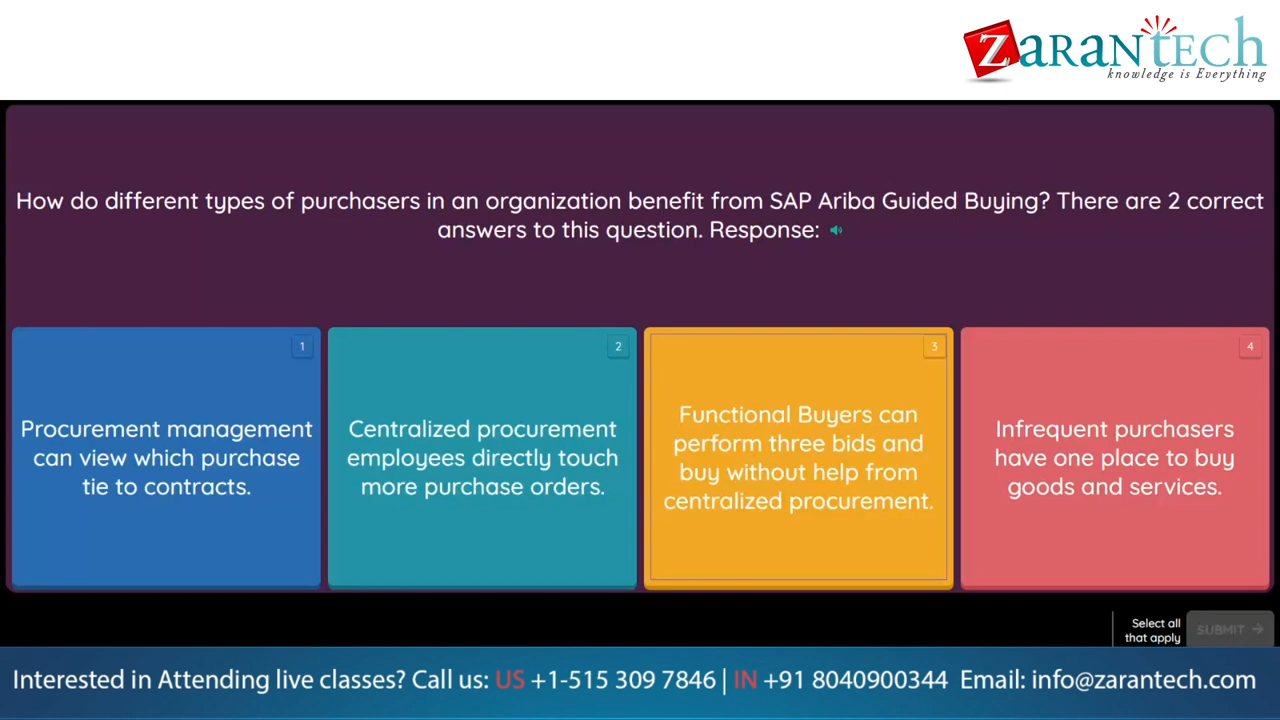 ZARANTECH
knowledge is Everything
How do different types of purchasers in an organization benefit from SAP Ariba Guided Buying? There are 2 correct
answers to this question. Response:
1
Procurement management
can view which purchase
tie to contracts.
2
Centralized procurement
employees directly touch
more purchase orders.
3
Functional Buyers can
perform three bids and
buy without help from
centralized procurement.
4
Infrequent purchasers
have one place to buy
goods and services.
Select all
that apply
SUBMIT
Interested in Attending live classes? Call us: US +1-515 309 7846 | IN +91 8040900344 Email: info@zarantech.com